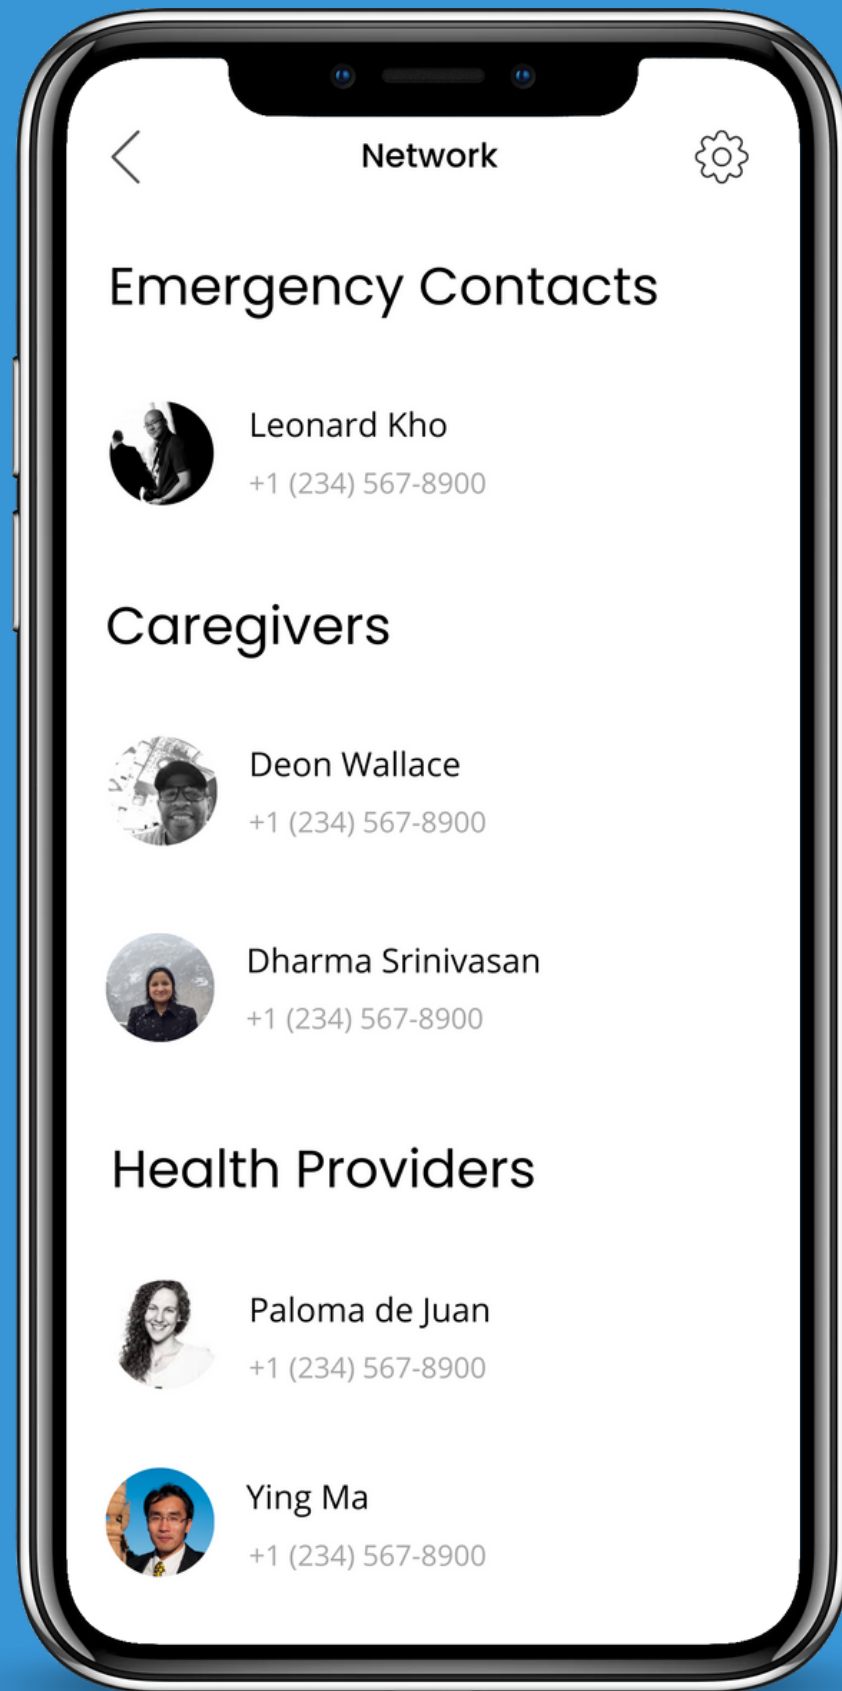 Network
Emergency Contacts
Leonard Kho
+1 (234) 567-8900
Caregivers
Deon Wallace
+1 (234) 567-8900
Dharma Srinivasan
+1 (234) 567-8900
Health Providers
Paloma de Juan
+1 (234) 567-8900
Ying Ma
+1 (234) 567-8900